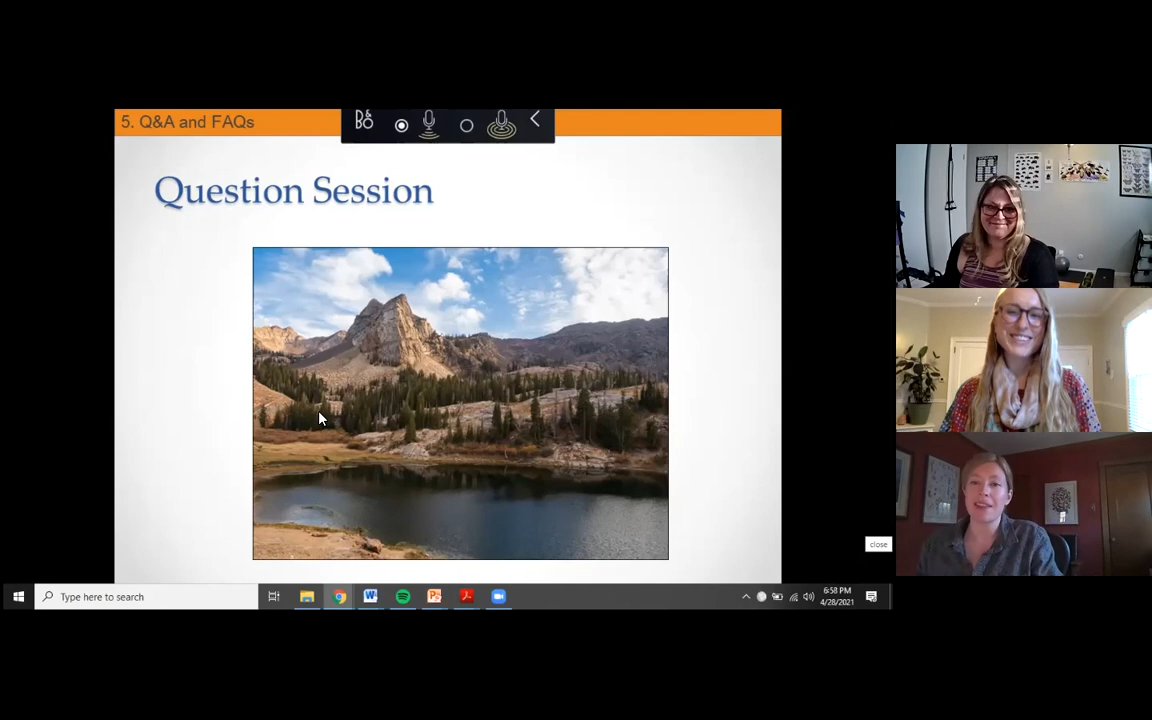 5. Q&A and FAQs
B&O
Question Session
close
Type here to search
6:58 PM
4/28/2021